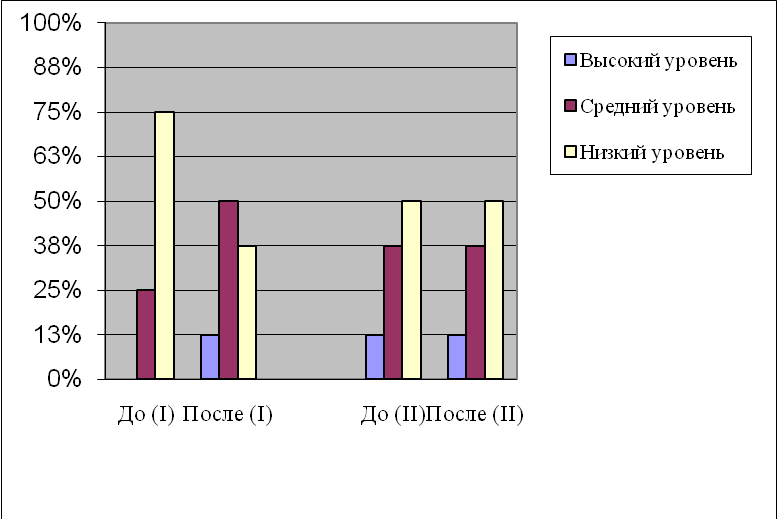 100%
88%
75%
63%
50%
38%
25%
13%
0%
До (I) После (I) До (II) После (II)
Высокий уровень
Средний уровень
Низкий уровень